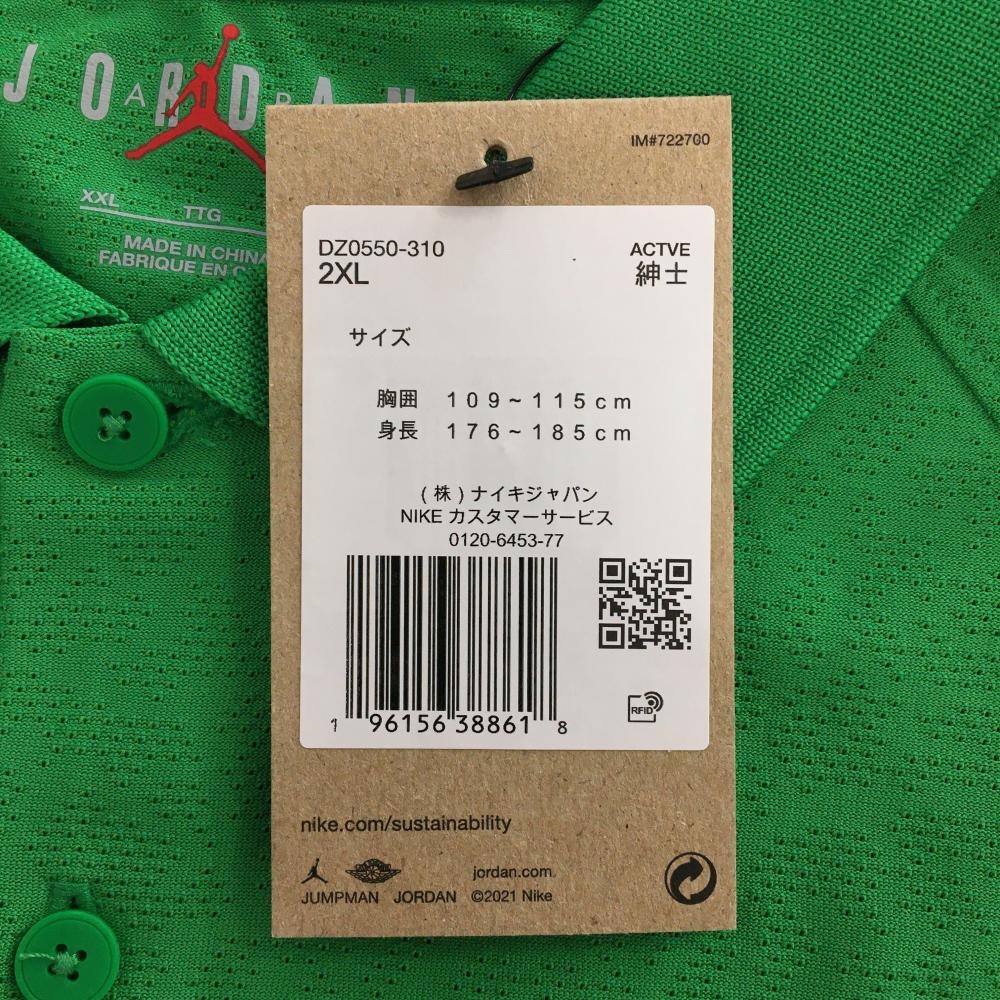 JORDAN
IM#722700
XXL TTG
MADE IN CHINA
FABRIQUE EN C
DZ0550-310 ACTVE
2XL 紳士
サイズ
胸囲 109~115cm
身長 176~185cm
(株)ナイキジャパン
NIKE カスタマーサービス
0120-6453-77
RFID
1 96156 38861 8
nike.com/sustainability
jordan.com
JUMPMAN JORDAN ©2021 Nike